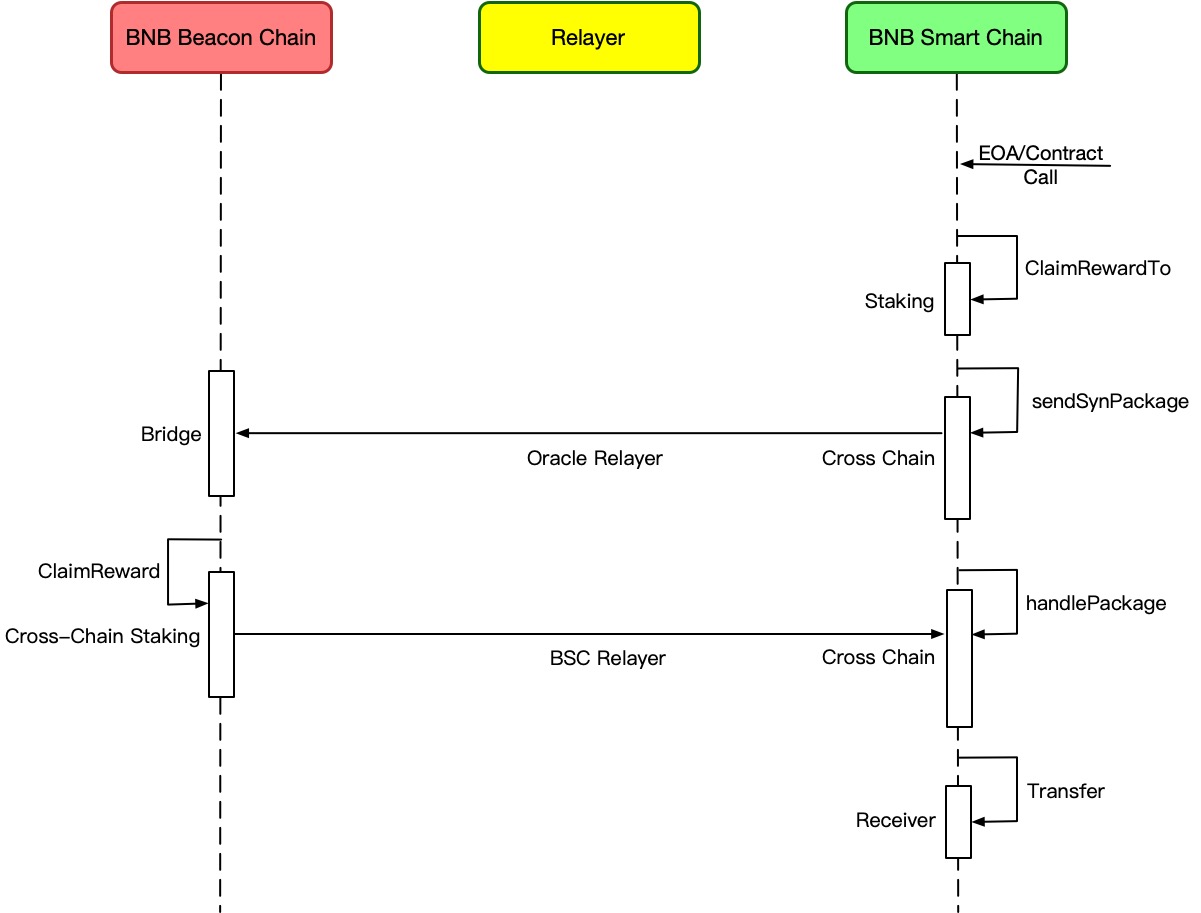 BNB Beacon Chain
Relayer
BNB Smart Chain
EOA/Contract
Call
ClaimRewardTo
Staking
sendSynPackage
Bridge
Oracle Relayer
Cross Chain
ClaimReward
handlePackage
Cross-Chain Staking
BSC Relayer
Cross Chain
Transfer
Receiver